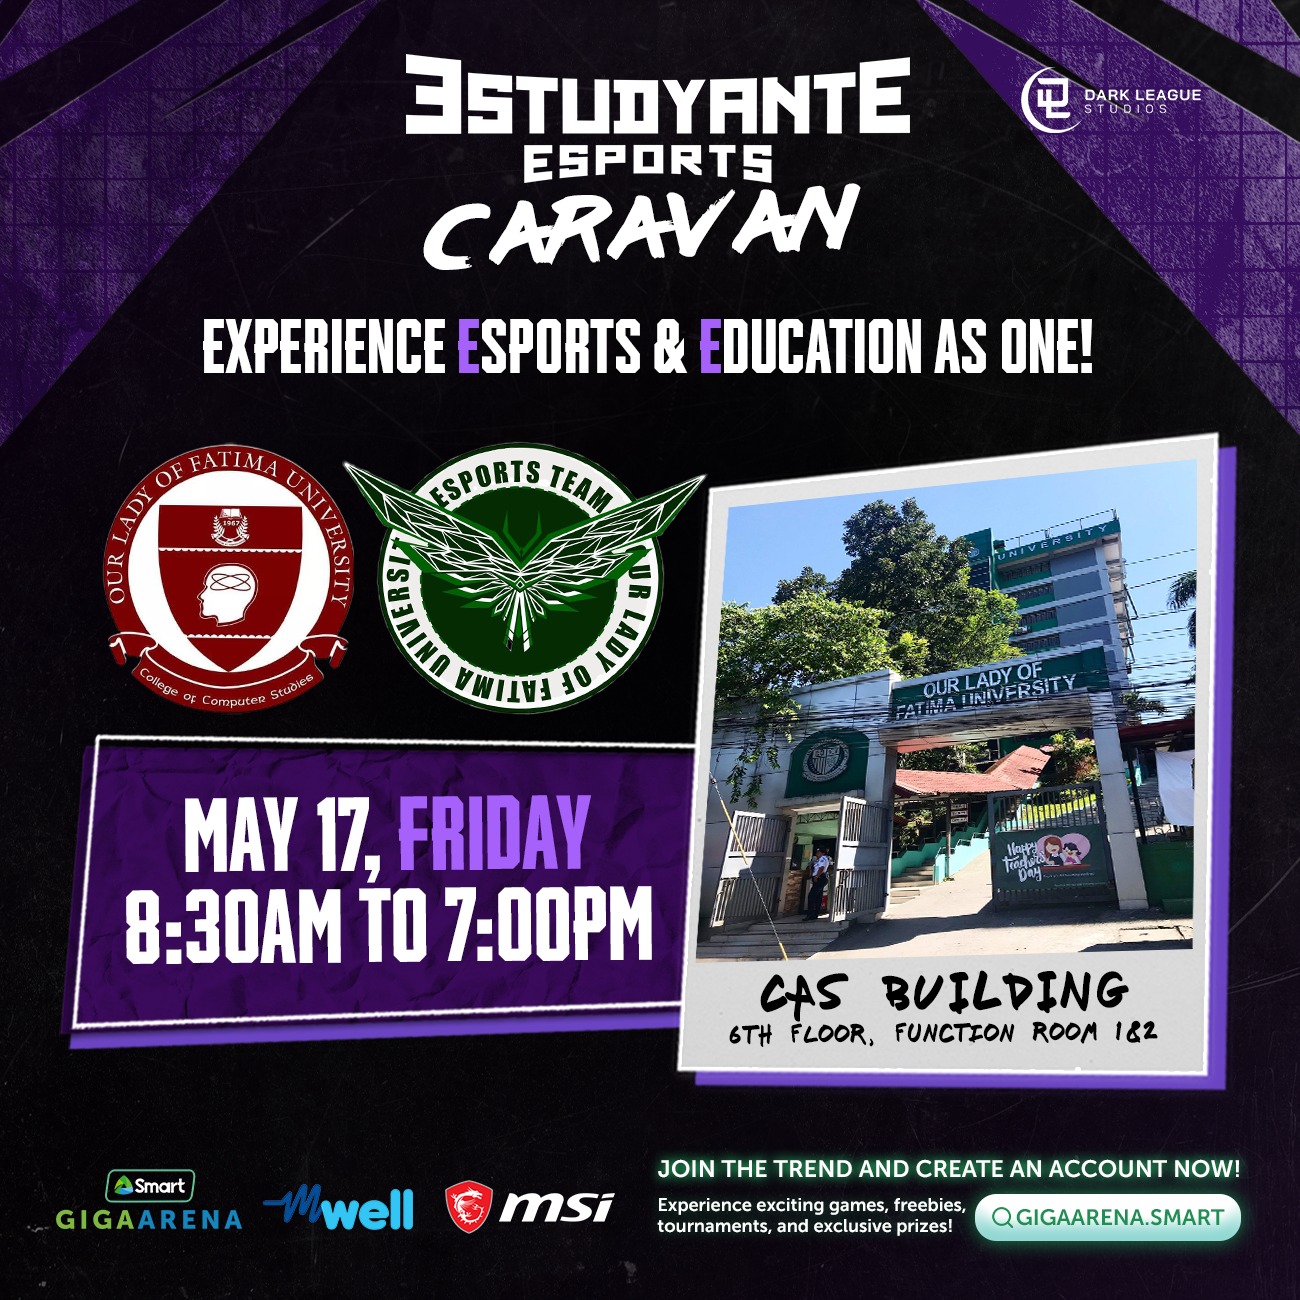 ESTUDYANTE
ESPORTS
CARAVAN
DARK LEAGUE
STUDIOS
EXPERIENCE ESPORTS & EDUCATION AS ONE!
OUR LADY OF FATIMA UNIVERSITY
1967
College of Computer Studies
ESPORTS TEAM
OUR LADY OF FATIMA UNIVERSITY
UNIVERSITY
OUR LADY OF
FATIMA UNIVERSITY
Happy
Teachers
Day
MAY 17, FRIDAY
8:30AM TO 7:00PM
CAS BUILDING
6TH FLOOR, FUNCTION ROOM 1&2
Smart
GIGAARENA
mwell
msi
JOIN THE TREND AND CREATE AN ACCOUNT NOW!
Experience exciting games, freebies,
tournaments, and exclusive prizes!
GIGAARENA.SMART